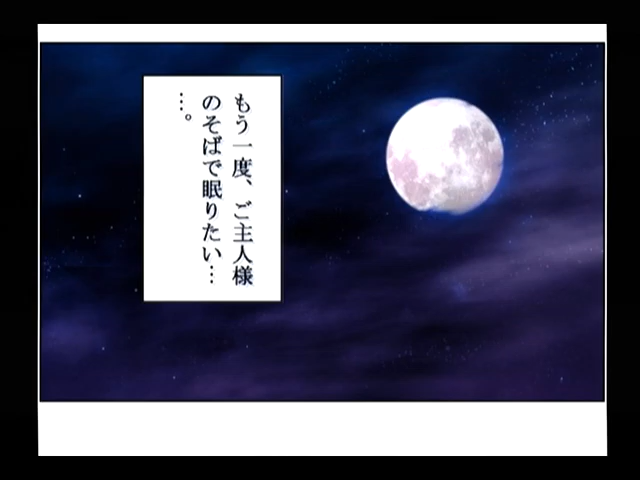 もう一度、ご主人様
のそばで眠りたい…
…。